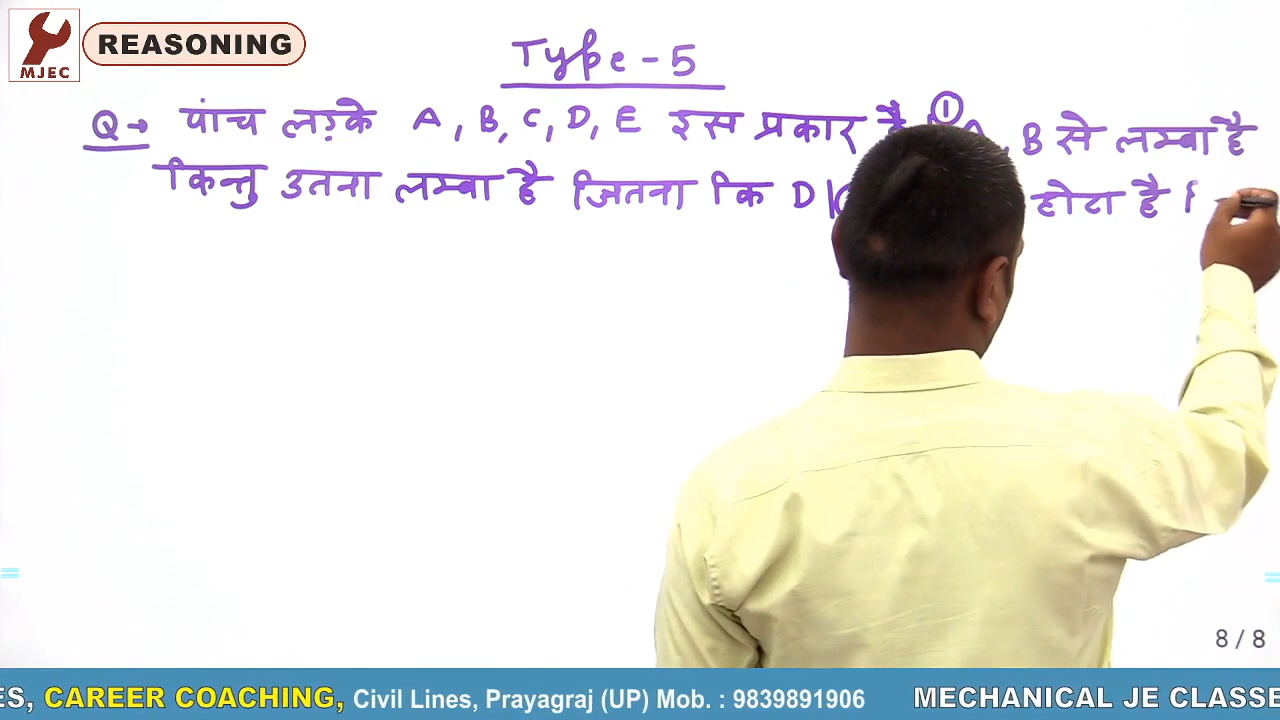 MJEC
REASONING
Type - 5
Q→ पांच लड़के A, B, C, D, E इस प्रकार है ① A, B से लम्बा है
किन्तु उतना लम्बा है जितना कि D होटा है
8 / 8
ES, CAREER COACHING, Civil Lines, Prayagraj (UP) Mob. : 9839891906 MECHANICAL JE CLASSE